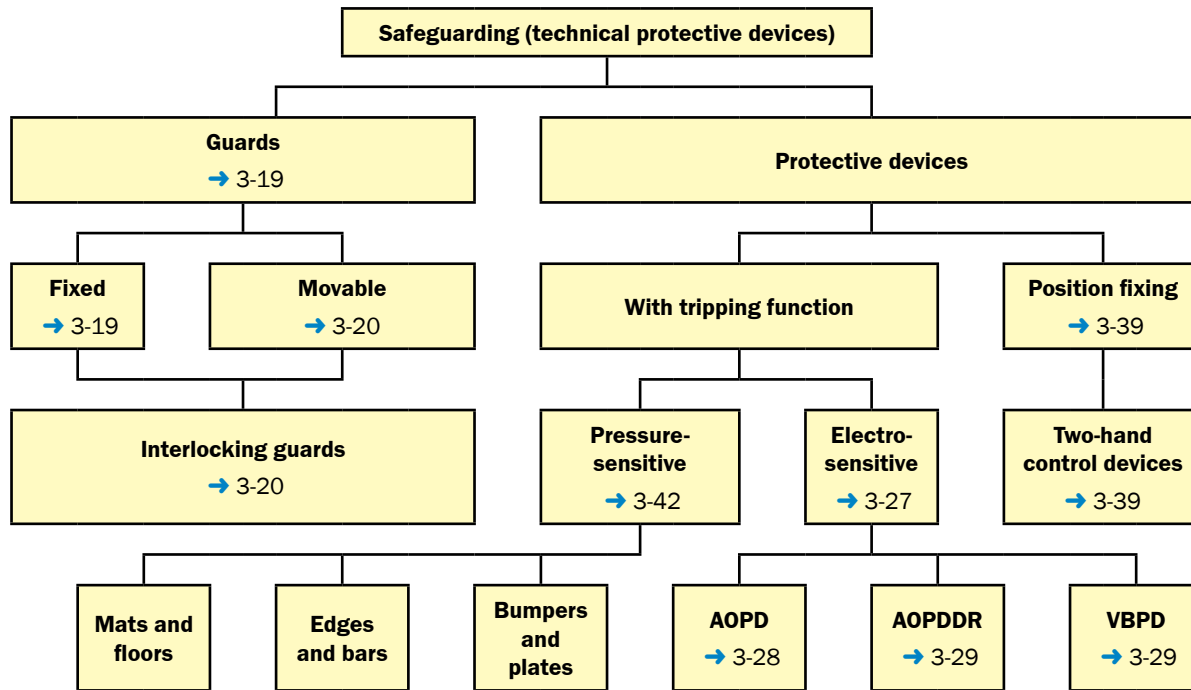 Safeguarding (technical protective devices)
Guards
➔ 3-19
Protective devices
Fixed
➔ 3-19
Movable
➔ 3-20
With tripping function
Position fixing
➔ 3-39
Interlocking guards
➔ 3-20
Pressure-
sensitive
➔ 3-42
Electro-
sensitive
➔ 3-27
Two-hand
control devices
➔ 3-39
Mats and
floors
Edges
and bars
Bumpers
and
plates
AOPD
➔ 3-28
AOPDDR
➔ 3-29
VBPD
➔ 3-29